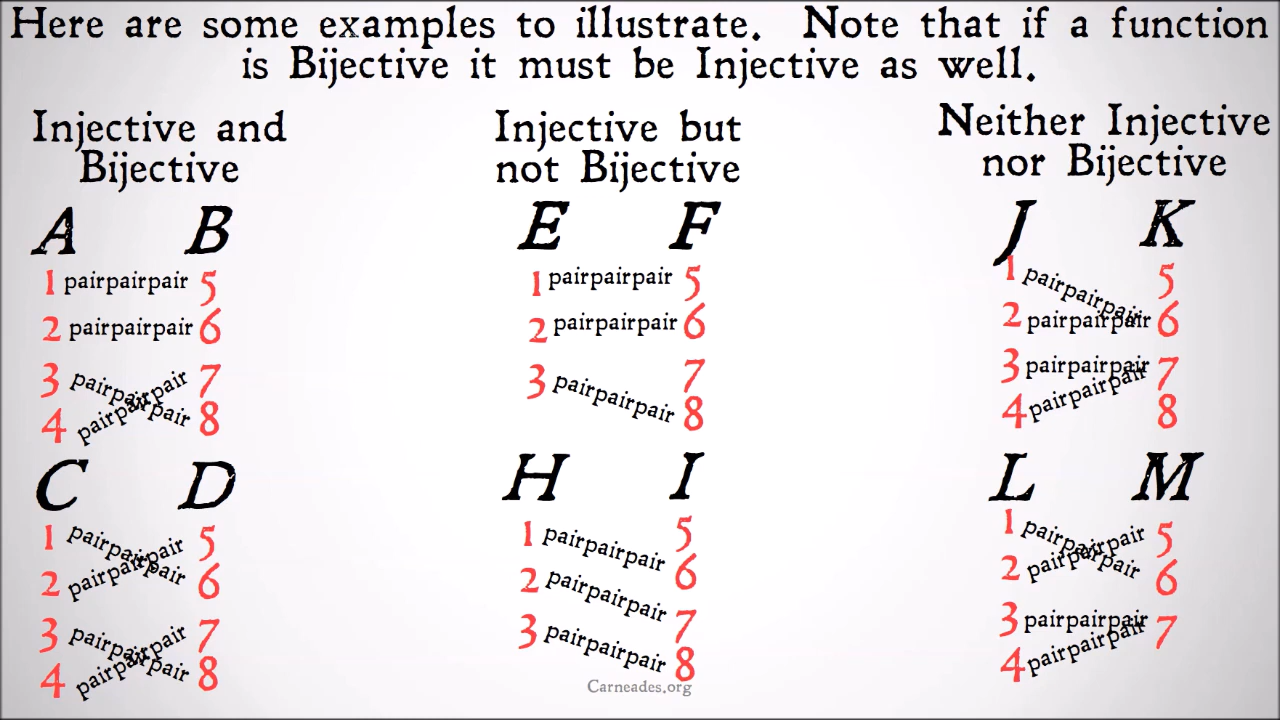 Here are some examples to illustrate. Note that if a function
is Bijective it must be Injective as well.
Injective and
Bijective
A B
1 pairpairpair 5
2 pairpairpair 6
3 pairpairpair 7
4 pairpairpair 8
C D
1 pairpairpair 5
2 pairpairpair 6
3 pairpairpair 7
4 pairpairpair 8
Injective but
not Bijective
E F
1 pairpairpair 5
2 pairpairpair 6
3 pairpairpair 7
8
H I
1 pairpairpair 5
2 pairpairpair 6
3 pairpairpair 7
8
Neither Injective
nor Bijective
J K
1 pairpairpair 5
2 pairpairpair 6
3 pairpairpair 7
4 pairpairpair 8
L M
1 pairpairpair 5
2 pairpairpair 6
3 pairpairpair 7
4 pairpairpair
Carneades.org